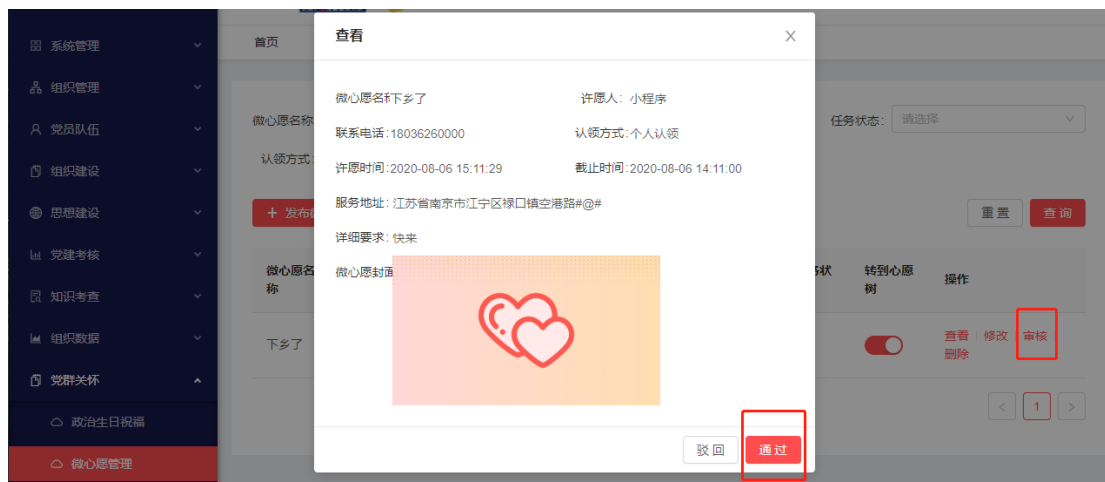 系统管理
组织管理
党员队伍
组织建设
思想建设
党建考核
知识考查
组织数据
党群关怀
政治生日祝福
微心愿管理
首页
微心愿名称
任务状态: 请选择
认领方式:
+ 发布
重置 查询
微心愿名称
转到心愿树
操作
下乡了
查看 修改 审核
删除
1
查看
微心愿名称下乡了 许愿人: 小程序
联系电话:18036260000 认领方式:个人认领
许愿时间:2020-08-06 15:11:29 截止时间:2020-08-06 14:11:00
服务地址: 江苏省南京市江宁区禄口镇空港路#@#
详细要求: 快来
微心愿封面
驳回 通过